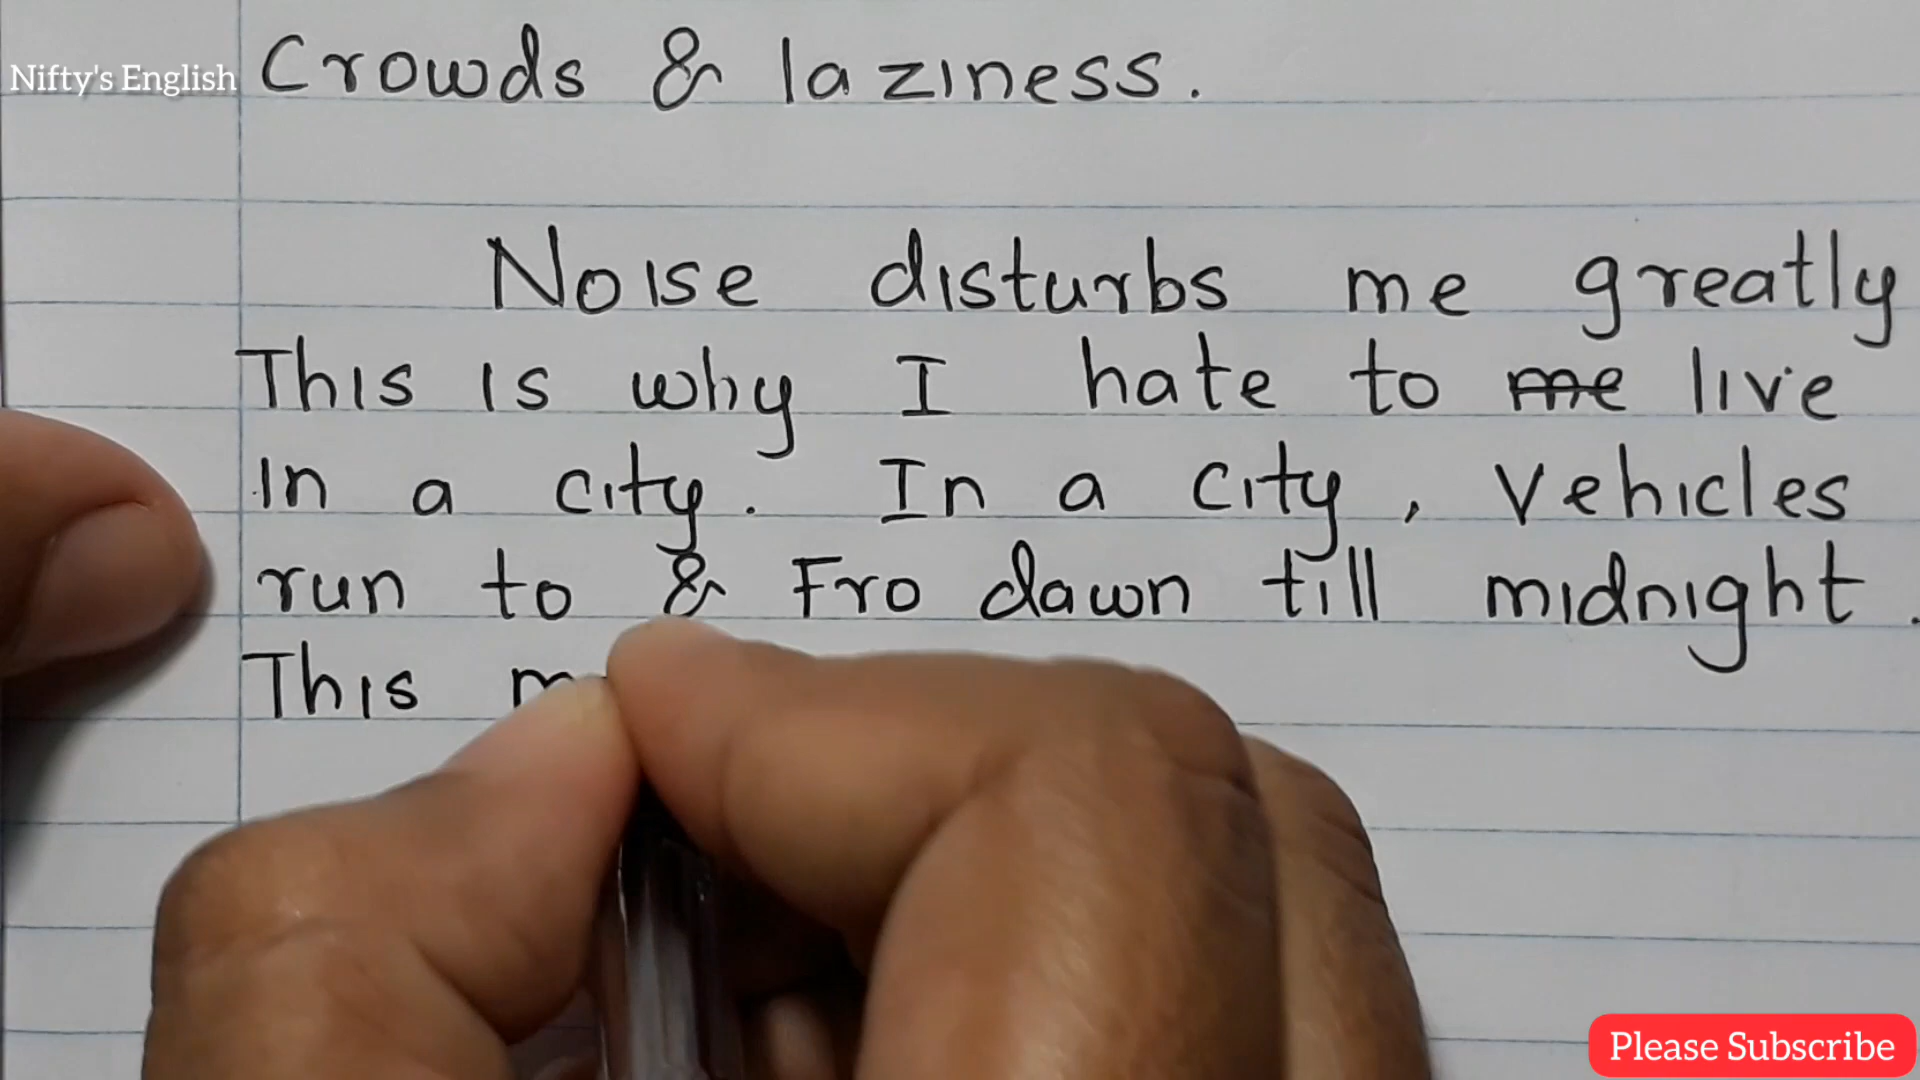 Nifty's English
Crowds & laziness.
Noise disturbs me greatly
This is why I hate to me live
in a city. In a city, vehicles
run to & Fro dawn till midnight.
This
Please Subscribe